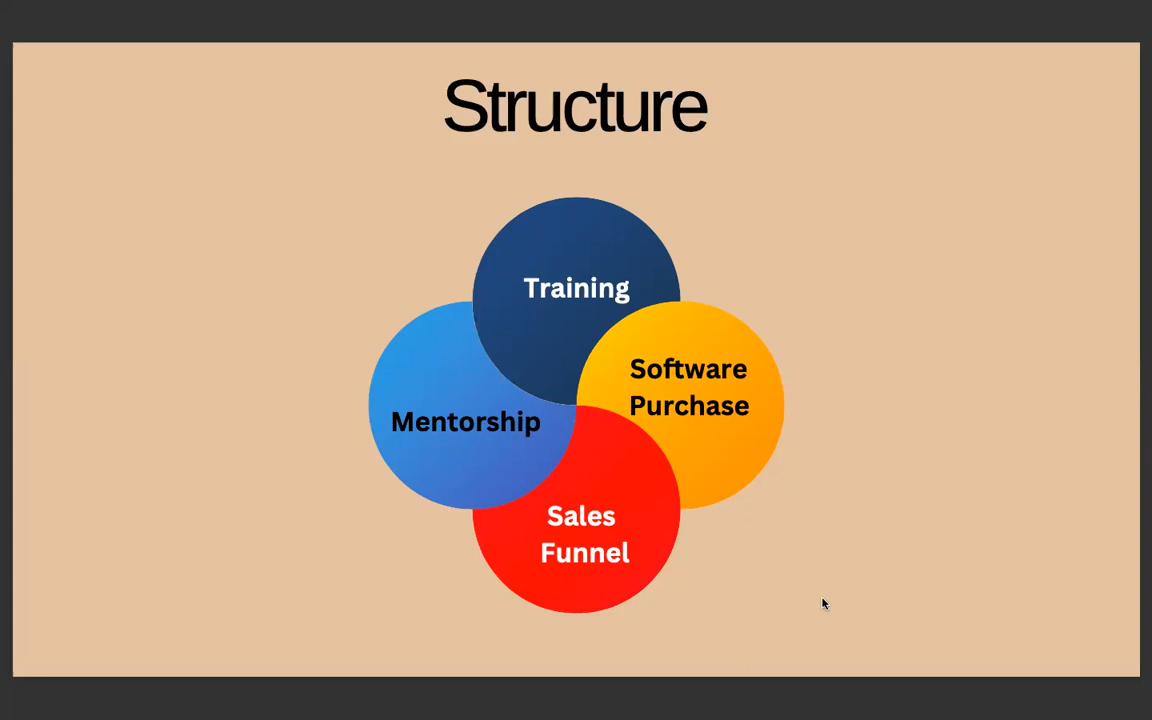 Structure
Training
Software
Purchase
Mentorship
Sales
Funnel